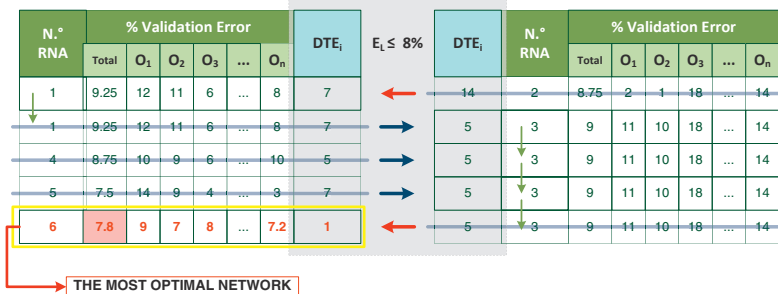 N.° RNA % Validation Error DTEi EL ≤ 8% DTEi N.° RNA % Validation Error
Total O1 O2 O3 ... On Total O1 O2 O3 ... On
1 9.25 12 11 6 ... 8 7 14 2 8.75 2 1 18 ... 14
1 9.25 12 11 6 ... 8 7 5 3 9 11 10 18 ... 14
4 8.75 10 9 6 ... 10 5 5 3 9 11 10 18 ... 14
5 7.5 14 9 4 ... 3 7 5 3 9 11 10 18 ... 14
6 7.8 9 7 8 ... 7.2 1 5 3 9 11 10 18 ... 14
THE MOST OPTIMAL NETWORK